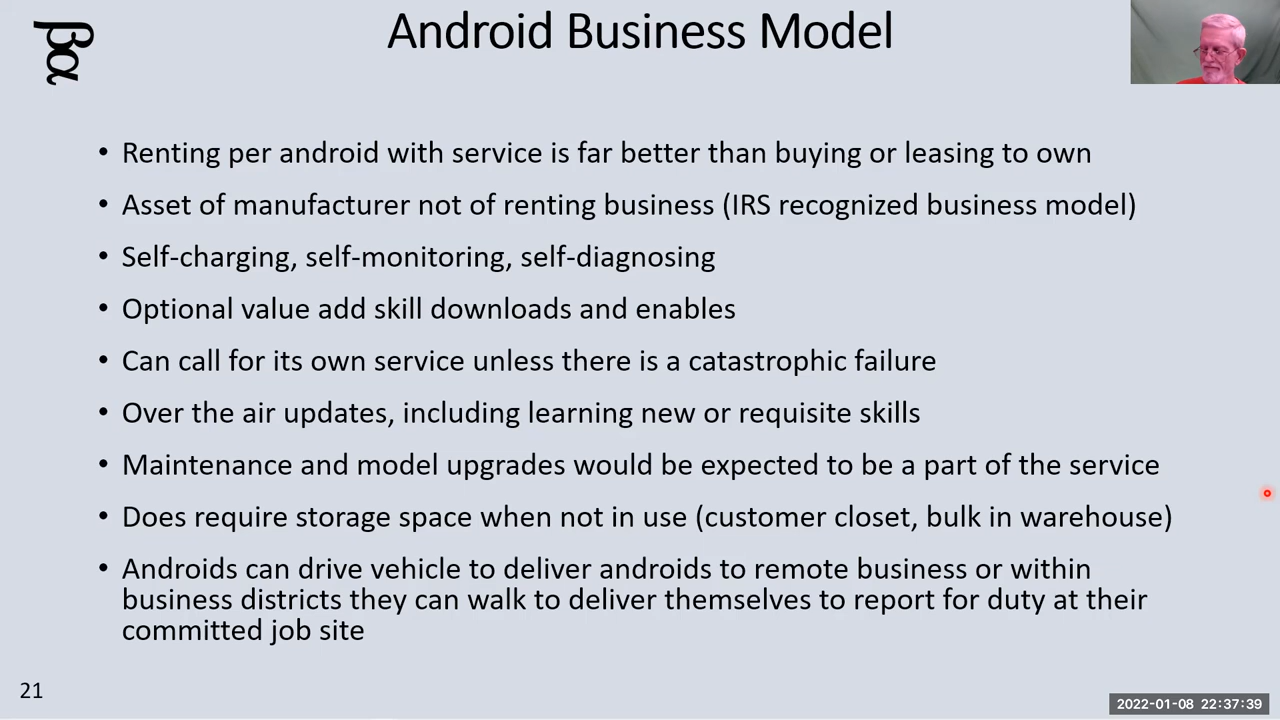 βα
Android Business Model
• Renting per android with service is far better than buying or leasing to own
• Asset of manufacturer not of renting business (IRS recognized business model)
• Self-charging, self-monitoring, self-diagnosing
• Optional value add skill downloads and enables
• Can call for its own service unless there is a catastrophic failure
• Over the air updates, including learning new or requisite skills
• Maintenance and model upgrades would be expected to be a part of the service
• Does require storage space when not in use (customer closet, bulk in warehouse)
• Androids can drive vehicle to deliver androids to remote business or within
business districts they can walk to deliver themselves to report for duty at their
committed job site
21
2022-01-08 22:37:39